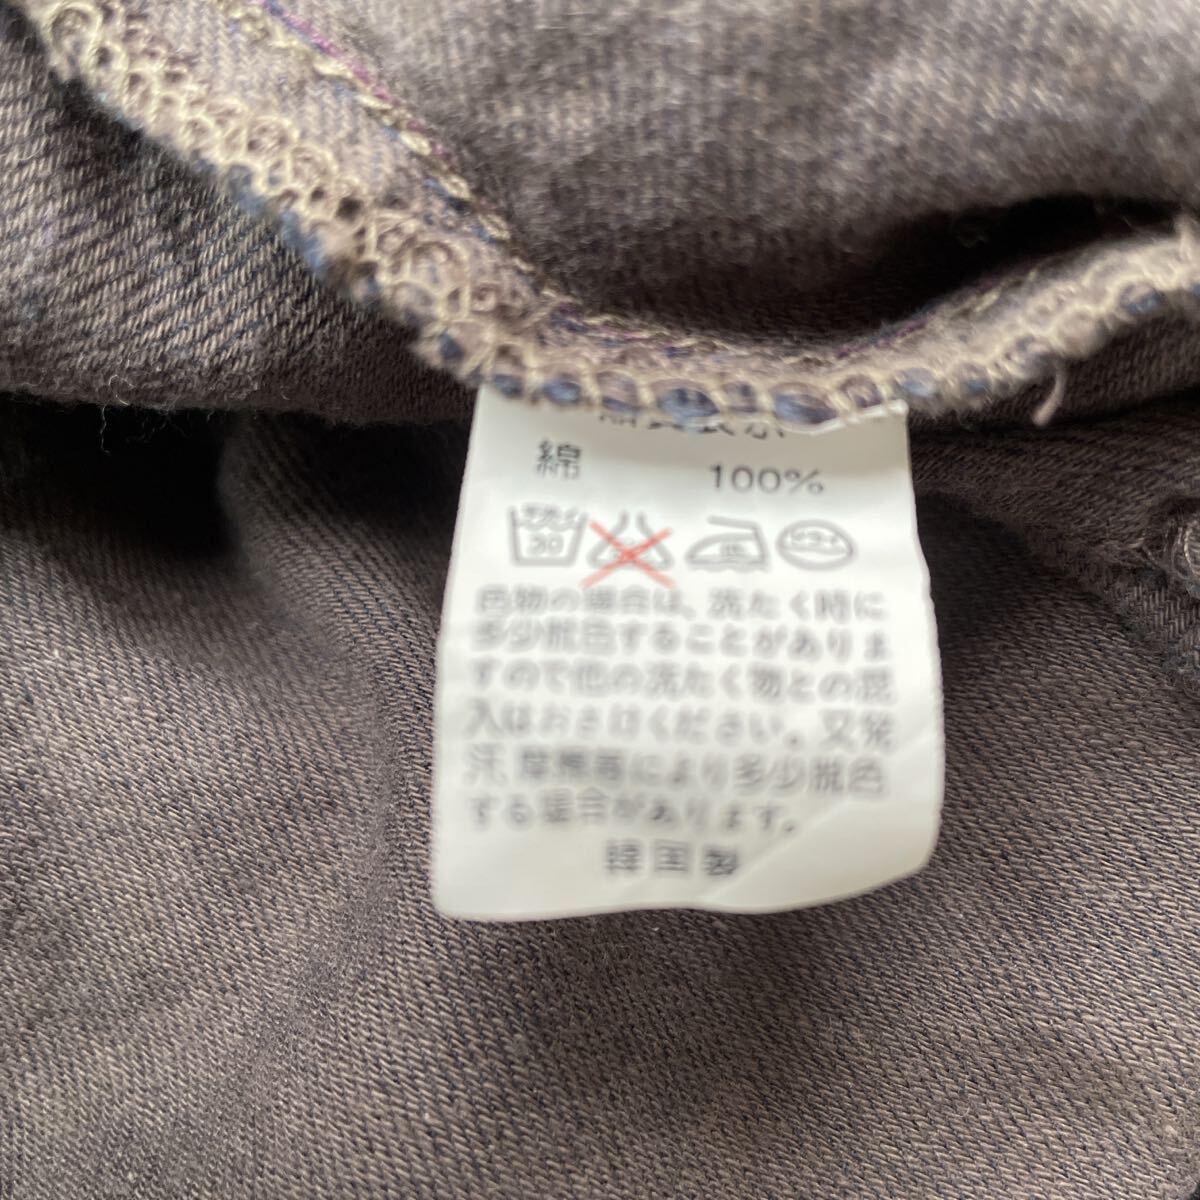 綿 100%
30
色物の場合は、洗たく時に
多少脱色することがありま
すので他の洗たく物との混
入はおさけください。又発
汗、摩擦等により多少脱色
する場合があります。
韓国製